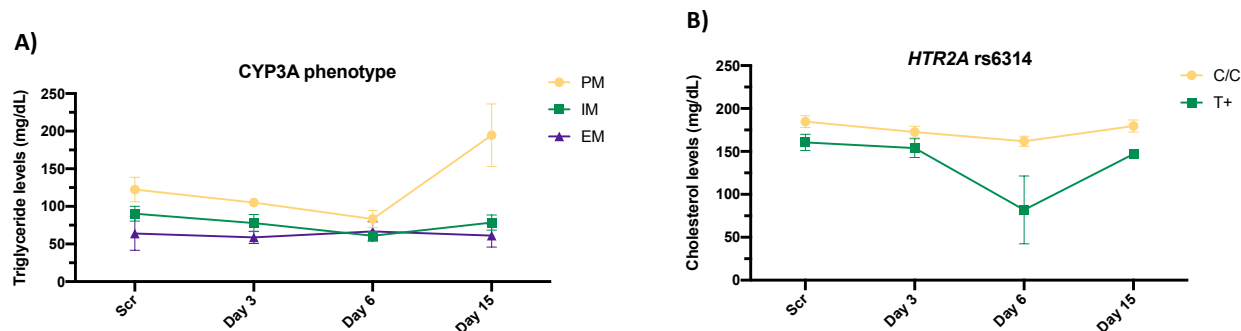 A)
CYP3A phenotype
PM
IM
EM
Triglyceride levels (mg/dL)
250
200
150
100
50
0
Scr
Day 3
Day 6
Day 15
B)
HTR2A rs6314
C/C
T+
Cholesterol levels (mg/dL)
250
200
150
100
50
0
Scr
Day 3
Day 6
Day 15